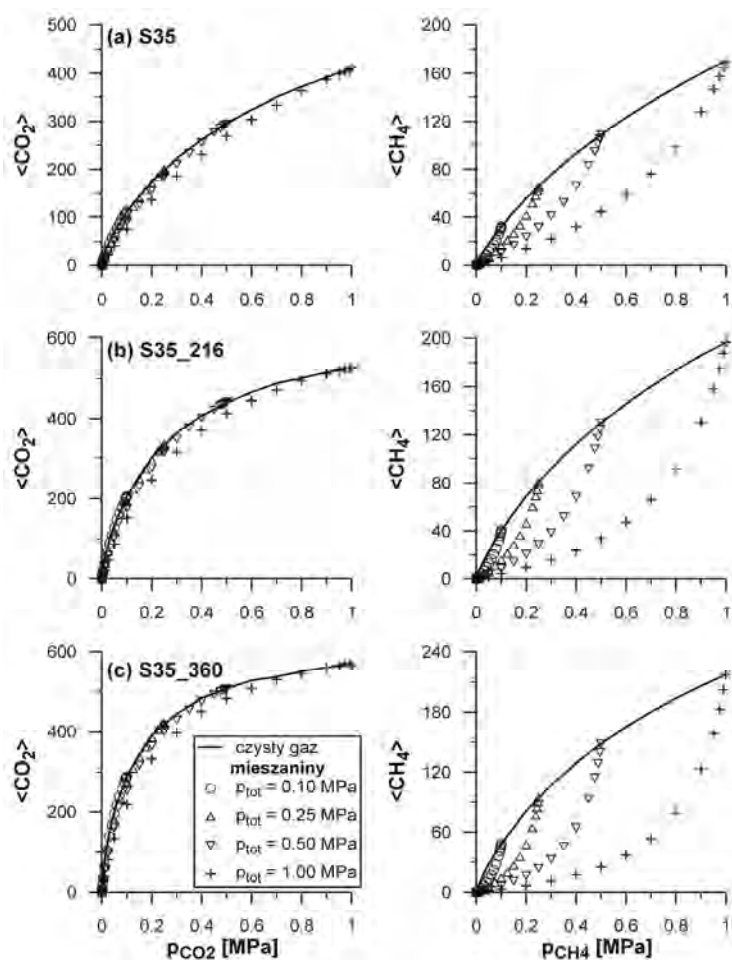 (a) S35
500
400
300
200
100
0
<CO2>
0 0.2 0.4 0.6 0.8 1
200
160
120
80
40
0
<CH4>
0 0.2 0.4 0.6 0.8 1
(b) S35_216
600
400
200
0
<CO2>
0 0.2 0.4 0.6 0.8 1
200
160
120
80
40
0
<CH4>
0 0.2 0.4 0.6 0.8 1
(c) S35_360
600
400
200
0
<CO2>
czysty gaz
mieszaniny
ptot = 0.10 MPa
ptot = 0.25 MPa
ptot = 0.50 MPa
ptot = 1.00 MPa
0 0.2 0.4 0.6 0.8 1
pCO2 [MPa]
240
180
120
60
0
<CH4>
0 0.2 0.4 0.6 0.8 1
pCH4 [MPa]